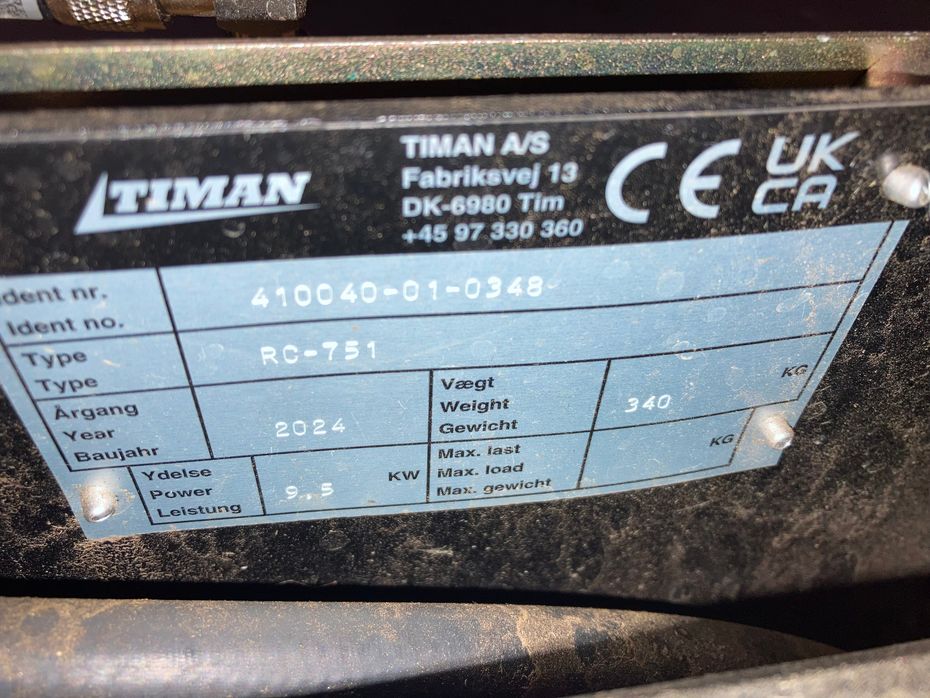 TIMAN
TIMAN A/S
Fabriksvej 13
DK-6980 Tim
+45 97 330 360
CE
UK
CA
Ident nr.
Ident no.
410040-01-0348
Type
Type
RC-751
Årgang
Year
Baujahr
2024
Vægt
Weight
Gewicht
340
KG
Ydelse
Power
Leistung
9.5
KW
Max. last
Max. load
Max. gewicht
KG